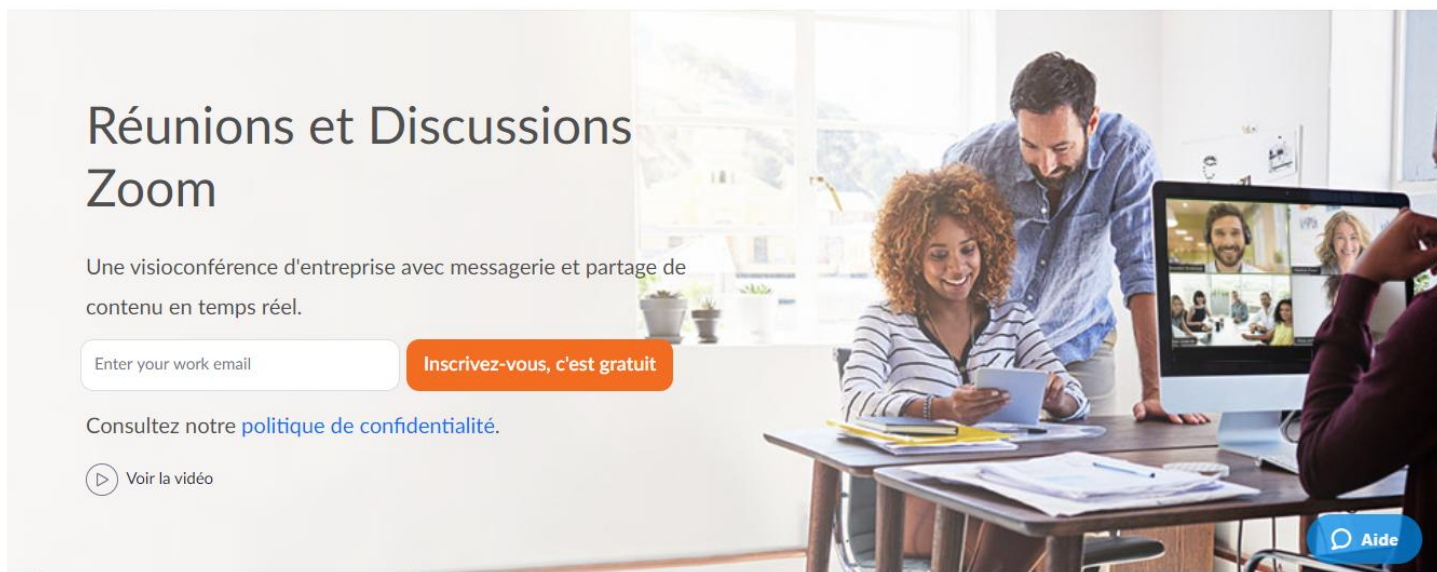 Réunions et Discussions
Zoom
Une visioconférence d'entreprise avec messagerie et partage de
contenu en temps réel.
Enter your work email
Inscrivez-vous, c'est gratuit
Consultez notre politique de confidentialité.
Voir la vidéo
Aide